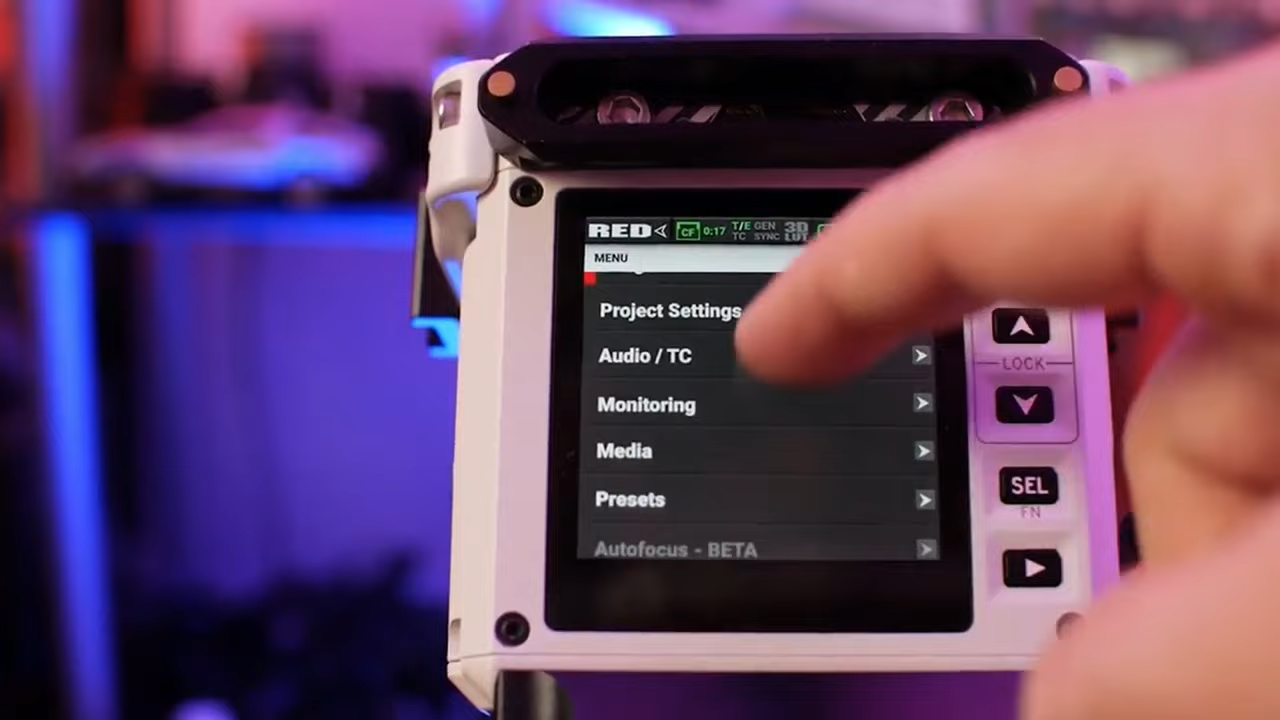 RED
CF 0:17 T/E TC GEN SYNC 3D LUT
MENU
Project Settings
Audio / TC
Monitoring
Media
Presets
Autofocus - BETA
LOCK
SEL
FN